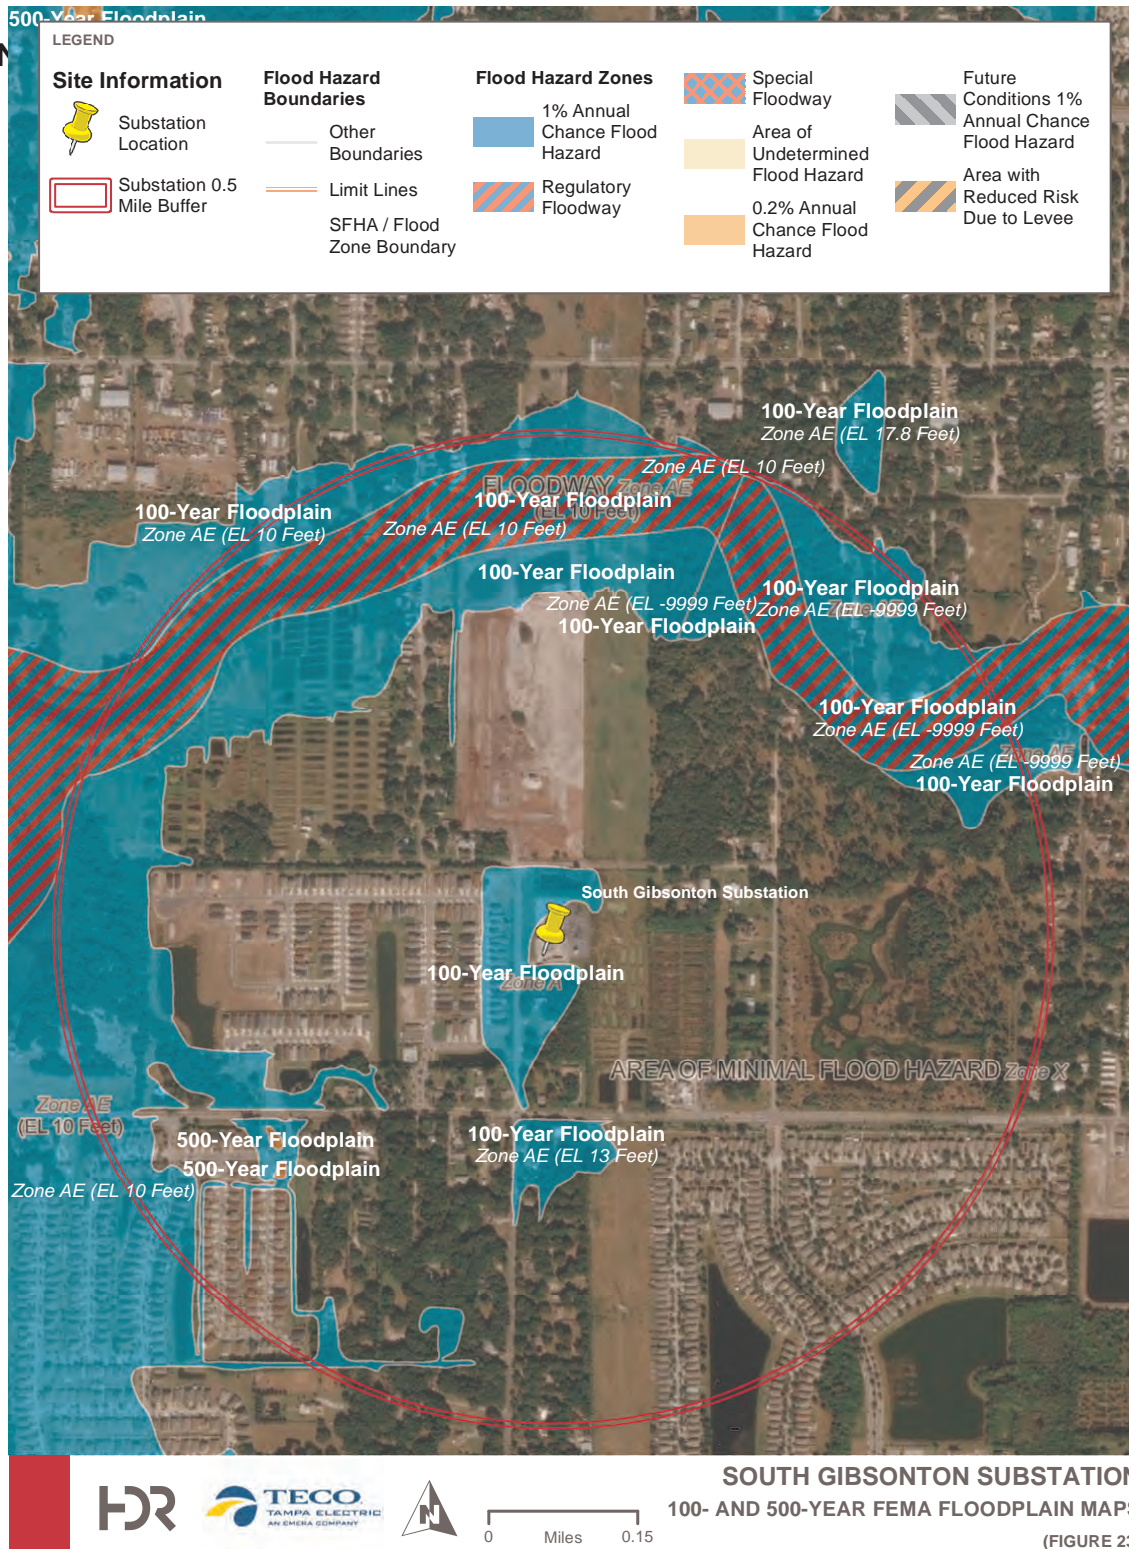 500-Year Floodplain
N
LEGEND
Site Information
Substation
Location
Substation 0.5
Mile Buffer
Flood Hazard
Boundaries
Other
Boundaries
Limit Lines
SFHA / Flood
Zone Boundary
Flood Hazard Zones
1% Annual
Chance Flood
Hazard
Regulatory
Floodway
Special
Floodway
Area of
Undetermined
Flood Hazard
0.2% Annual
Chance Flood
Hazard
Future
Conditions 1%
Annual Chance
Flood Hazard
Area with
Reduced Risk
Due to Levee
100-Year Floodplain
Zone AE (EL 17.8 Feet)
Zone AE (EL 10 Feet)
FLOODWAY Zone AE
(EL 10 Feet)
100-Year Floodplain
Zone AE (EL 10 Feet)
100-Year Floodplain
Zone AE (EL 10 Feet)
100-Year Floodplain
Zone AE (EL -9999 Feet)
100-Year Floodplain
100-Year Floodplain
Zone AE (EL -9999 Feet)
Zone AE
100-Year Floodplain
Zone AE (EL -9999 Feet)
Zone AE
Zone AE (EL -9999 Feet)
100-Year Floodplain
South Gibsonton Substation
100-Year Floodplain
Zone A
AREA OF MINIMAL FLOOD HAZARD Zone X
Zone AE
(EL 10 Feet)
500-Year Floodplain
500-Year Floodplain
Zone AE (EL 10 Feet)
100-Year Floodplain
Zone AE (EL 13 Feet)
HDR
TECO
TAMPA ELECTRIC
AN EMERA COMPANY
N
0 Miles 0.15
SOUTH GIBSONTON SUBSTATION
100- AND 500-YEAR FEMA FLOODPLAIN MAPS
(FIGURE 23